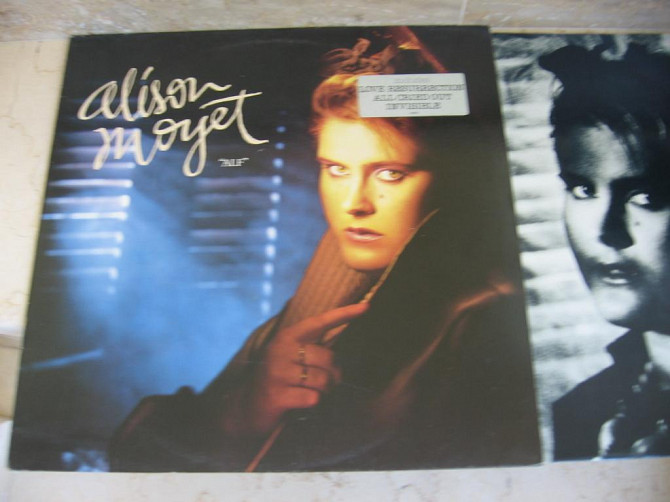 alison
moyet
"ALF"
LOVE RESURRECTION
ALL CRIED OUT
INVISIBLE